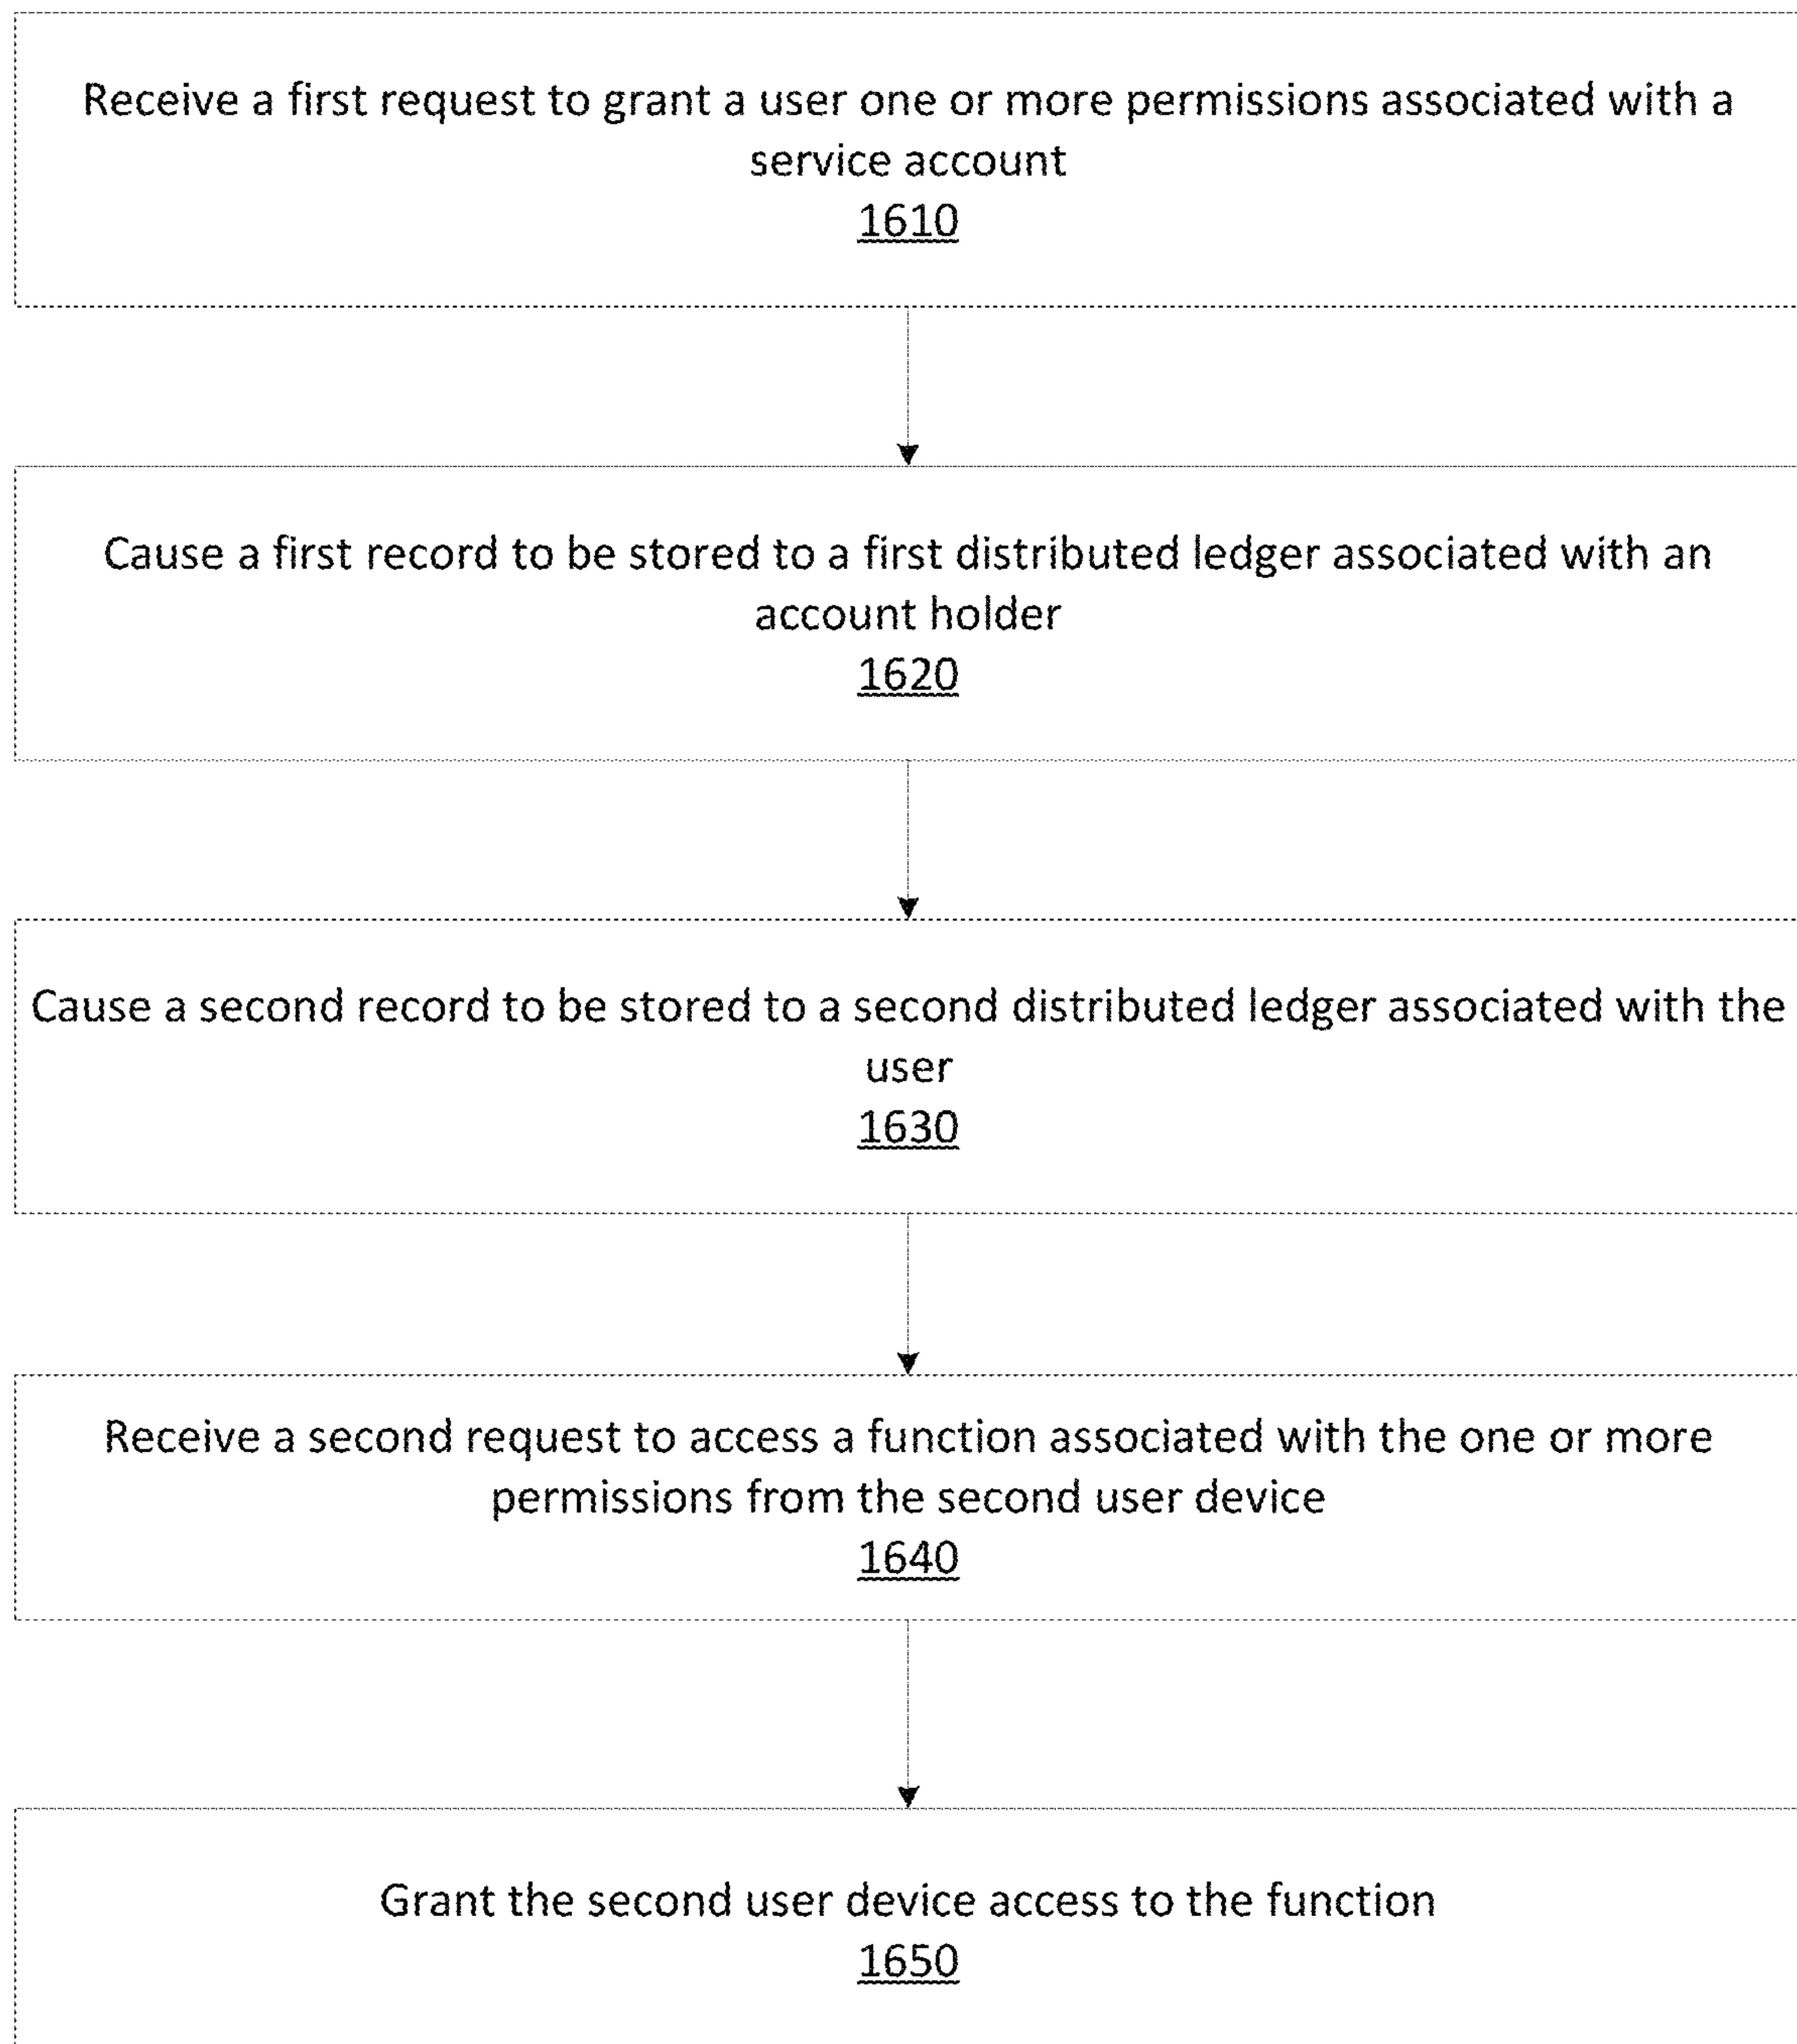 Receive a first request to grant a user one or more permissions associated with a
service account
1610
Cause a first record to be stored to a first distributed ledger associated with an
account holder
1620
Cause a second record to be stored to a second distributed ledger associated with the
user
1630
Receive a second request to access a function associated with the one or more
permissions from the second user device
1640
Grant the second user device access to the function
1650